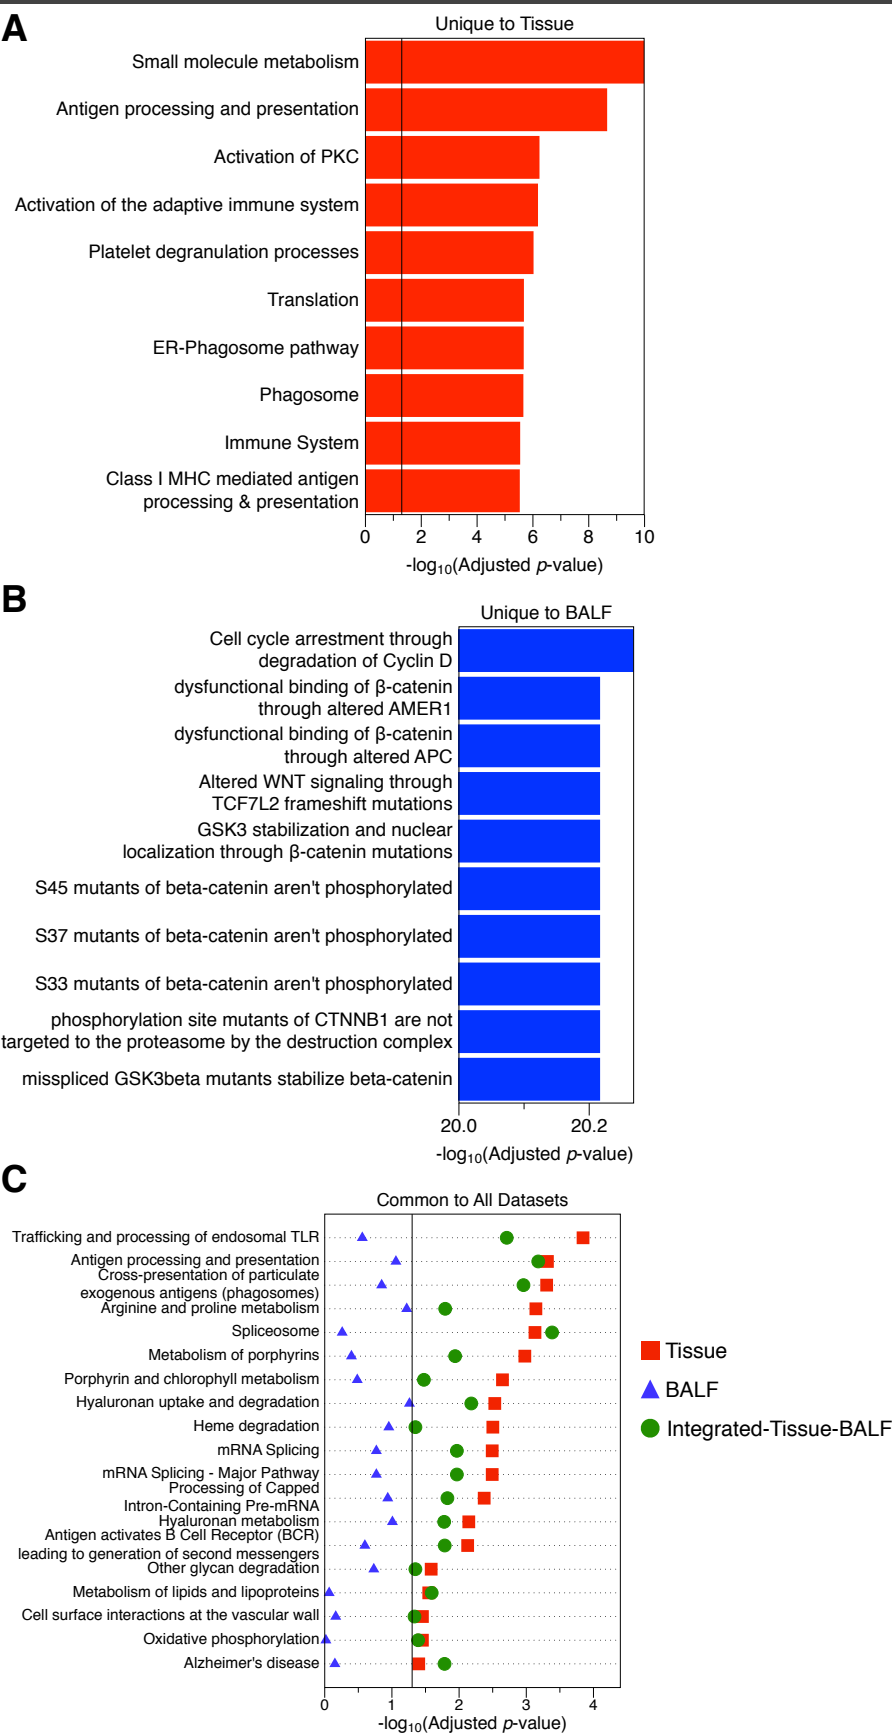 A
Unique to Tissue
Small molecule metabolism
Antigen processing and presentation
Activation of PKC
Activation of the adaptive immune system
Platelet degranulation processes
Translation
ER-Phagosome pathway
Phagosome
Immune System
Class I MHC mediated antigen
processing & presentation
0 2 4 6 8 10
-log₁₀(Adjusted p-value)
B
Unique to BALF
Cell cycle arrestment through
degradation of Cyclin D
dysfunctional binding of β-catenin
through altered AMER1
dysfunctional binding of β-catenin
through altered APC
Altered WNT signaling through
TCF7L2 frameshift mutations
GSK3 stabilization and nuclear
localization through β-catenin mutations
S45 mutants of beta-catenin aren't phosphorylated
S37 mutants of beta-catenin aren't phosphorylated
S33 mutants of beta-catenin aren't phosphorylated
phosphorylation site mutants of CTNNB1 are not
targeted to the proteasome by the destruction complex
misspliced GSK3beta mutants stabilize beta-catenin
20.0 20.2
-log₁₀(Adjusted p-value)
C
Common to All Datasets
Trafficking and processing of endosomal TLR
Antigen processing and presentation
Cross-presentation of particulate
exogenous antigens (phagosomes)
Arginine and proline metabolism
Spliceosome
Metabolism of porphyrins
Porphyrin and chlorophyll metabolism
Hyaluronan uptake and degradation
Heme degradation
mRNA Splicing
mRNA Splicing - Major Pathway
Processing of Capped
Intron-Containing Pre-mRNA
Hyaluronan metabolism
Antigen activates B Cell Receptor (BCR)
leading to generation of second messengers
Other glycan degradation
Metabolism of lipids and lipoproteins
Cell surface interactions at the vascular wall
Oxidative phosphorylation
Alzheimer's disease
0 1 2 3 4
-log₁₀(Adjusted p-value)
Tissue
BALF
Integrated-Tissue-BALF